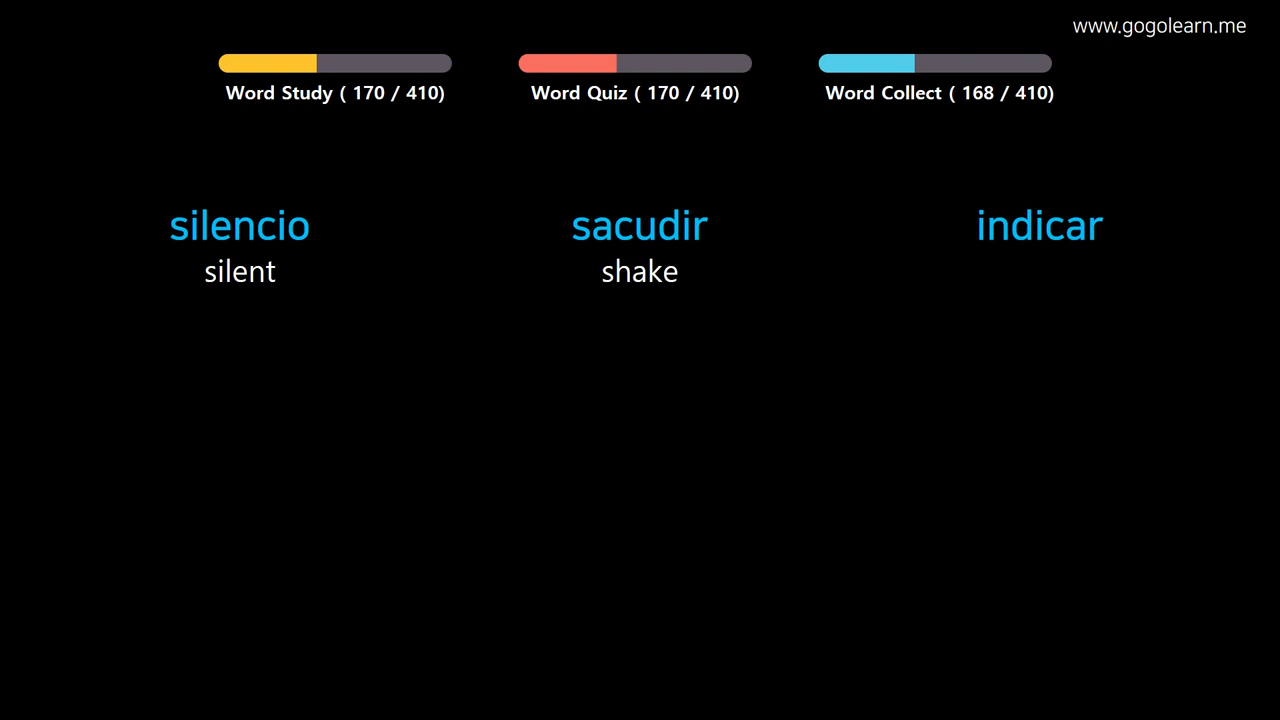 www.gogolearn.me
Word Study ( 170 / 410)
Word Quiz ( 170 / 410)
Word Collect ( 168 / 410)
silencio
silent
sacudir
shake
indicar